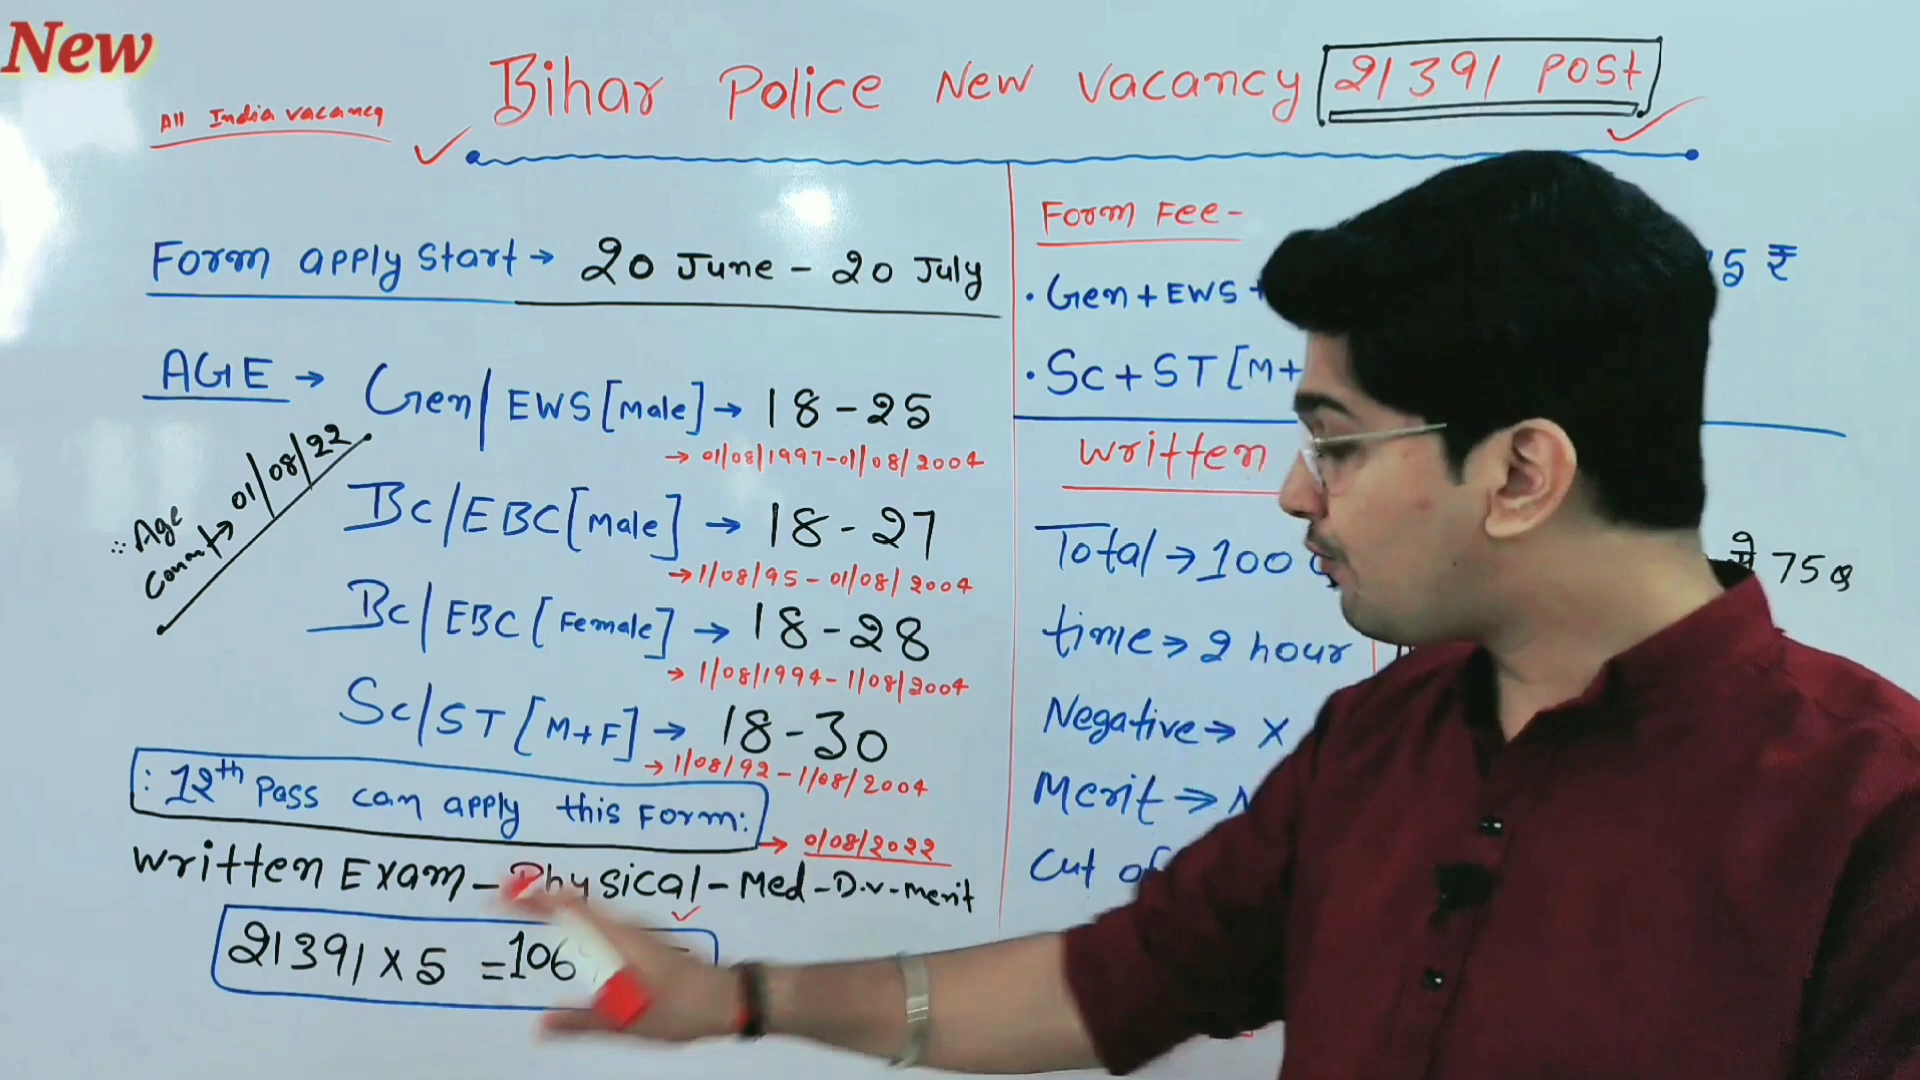 New
All India vacancy
Bihar Police New Vacancy 21391 Post
Form apply Start → 20 June - 20 July
AGE → Gen/EWS [Male] → 18-25
→ 01/08/1997-01/08/2004
∴ Age Count → 01/08/22
BC/EBC [Male] → 18-27
→ 1/08/95-01/08/2004
BC/EBC [Female] → 18-28
→ 1/08/1994-1/08/2004
SC/ST [M+F] → 18-30
→ 1/08/92-1/08/2004
: 12th Pass can apply this Form:
→ 01/08/2022
Written Exam - Physical - Med - D.V - Merit
21391 × 5 = 106
Form Fee -
• Gen + EWS + 5 ₹
• SC + ST [M+
Written
Total → 100 में 75
time → 2 hour
Negative → X
Merit →
Cut